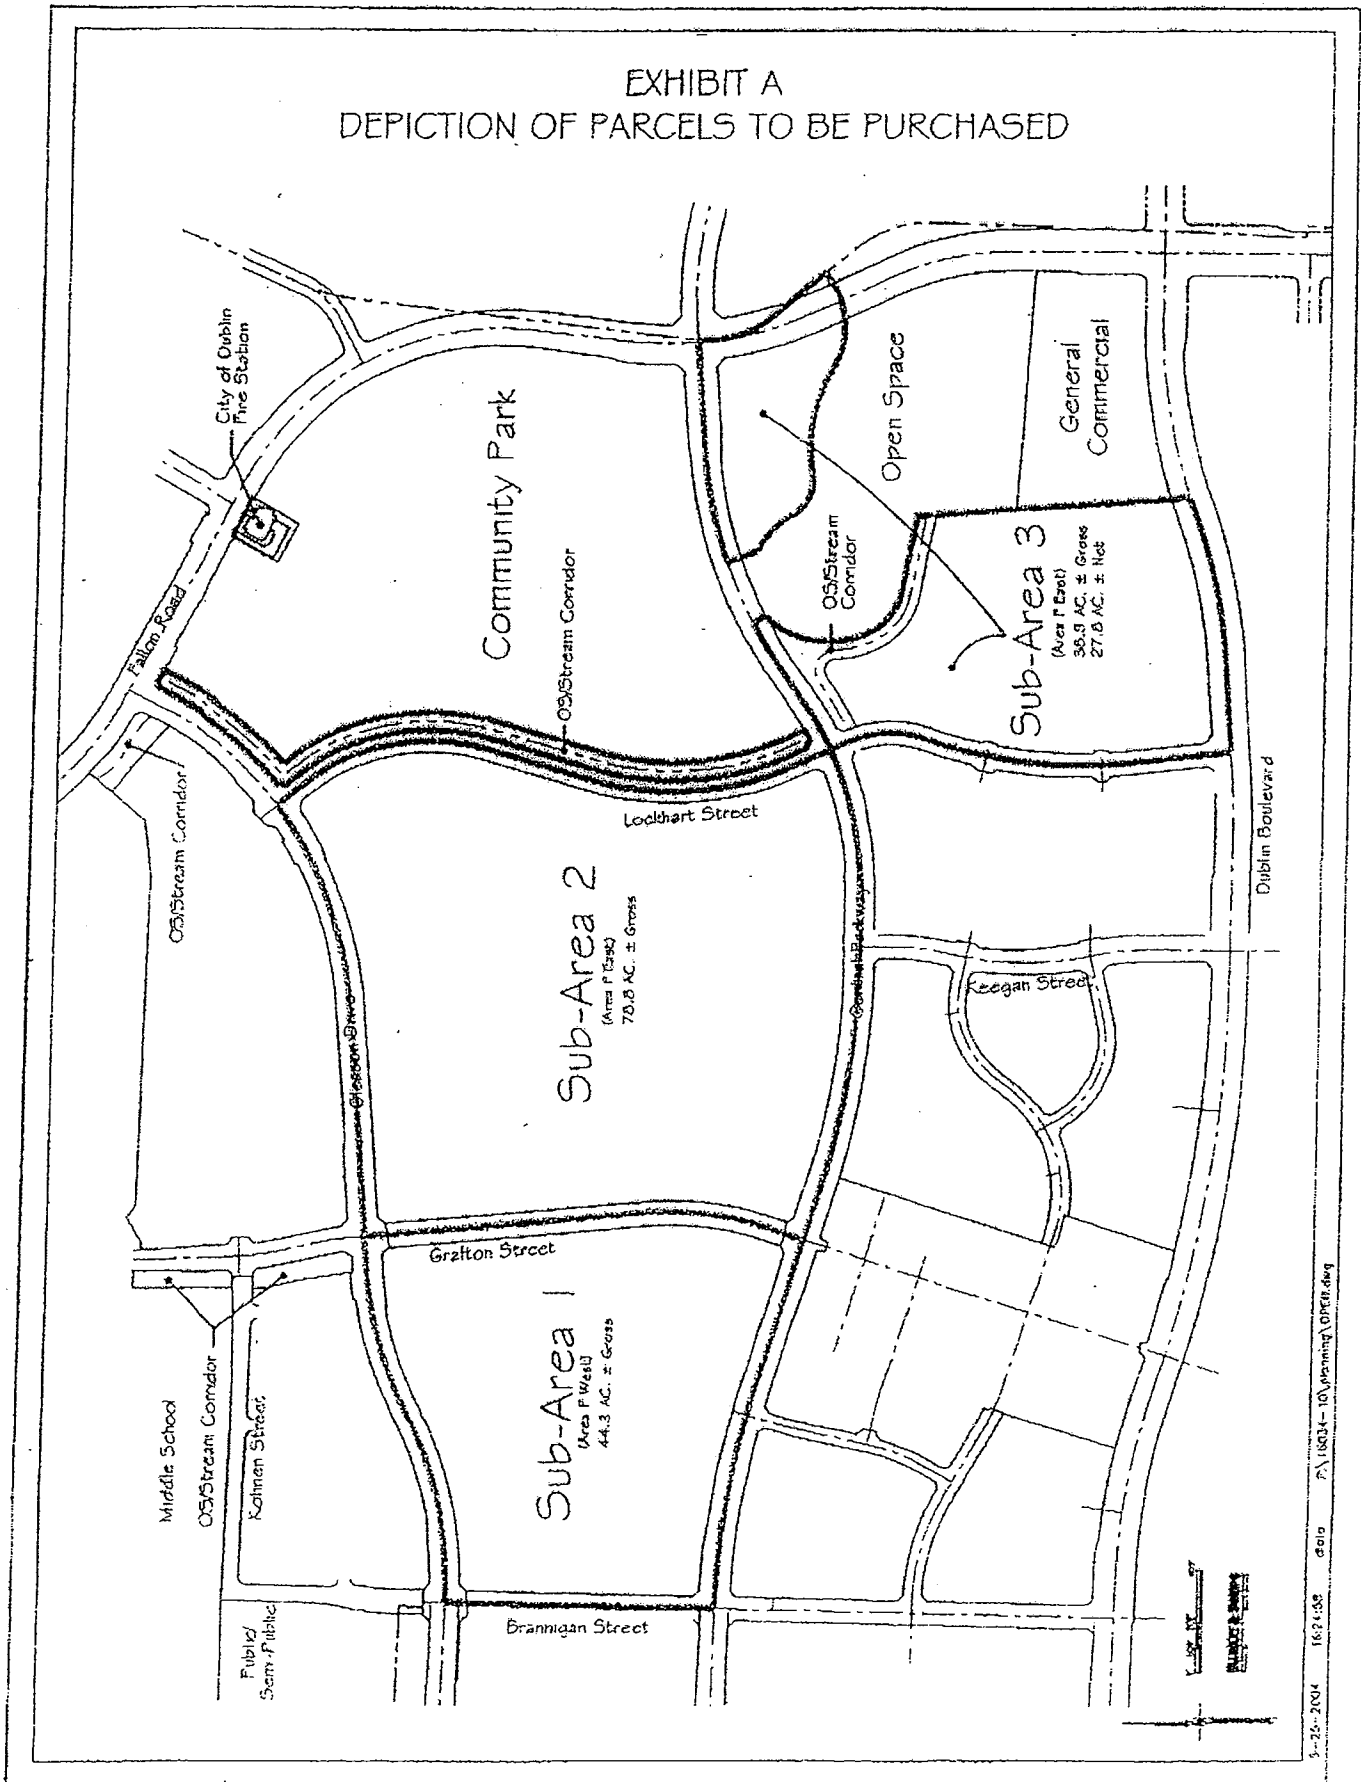 EXHIBIT A
DEPICTION OF PARCELS TO BE PURCHASED
City of Dublin
Fire Station
Fallon Road
Community Park
OS/Stream Corridor
Open Space
General
Commercial
OS/Stream
Corridor
Sub-Area 3
(Area F East)
38.9 AC. ± Gross
27.8 AC. ± Net
OS/Stream Corridor
Lockhart Street
Dublin Boulevard
Sub-Area 2
(Area F East)
78.8 AC. ± Gross
Gleason Drive
Central Parkway
Keegan Street
Grafton Street
Sub-Area 1
(Area F West)
44.3 AC. ± Gross
Middle School
OS/Stream Corridor
Street
Brannigan Street
Public/
Semi-Public